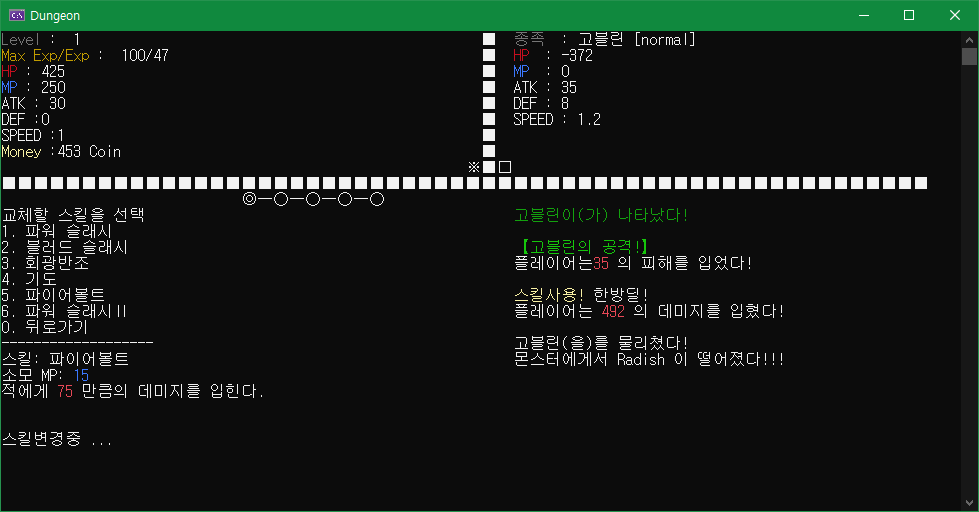 Dungeon
Level :  1
Max Exp/Exp :  100/47
HP : 425
MP : 250
ATK : 30
DEF :0
SPEED :1
Money :453 Coin
종족  : 고블린 [normal]
HP  : -372
MP  : 0
ATK : 35
DEF : 8
SPEED : 1.2
교체할 스킬을 선택
1. 파워 슬래시
2. 블러드 슬래시
3. 회광반조
4. 기도
5. 파이어볼트
6. 파워 슬래시Ⅱ
0. 뒤로가기
-------------------
스킬: 파이어볼트
소모 MP: 15
적에게 75 만큼의 데미지를 입힌다.
스킬변경중 ...
고블린이(가) 나타났다!
【고블린의 공격!】
플레이어는35 의 피해를 입었다!
스킬사용! 한방딜!
플레이어는 492 의 데미지를 입혔다!
고블린(을)를 물리쳤다!
몬스터에게서 Radish 이 떨어졌다!!!